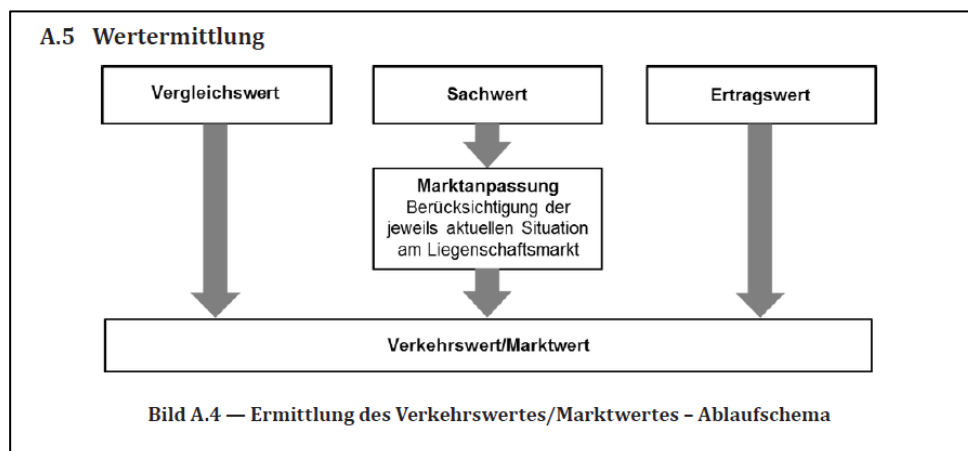 A.5 Wertermittlung
Vergleichswert
Sachwert
Ertragswert
Marktanpassung
Berücksichtigung der
jeweils aktuellen Situation
am Liegenschaftsmarkt
Verkehrswert/Marktwert
Bild A.4 — Ermittlung des Verkehrswertes/Marktwertes – Ablaufschema